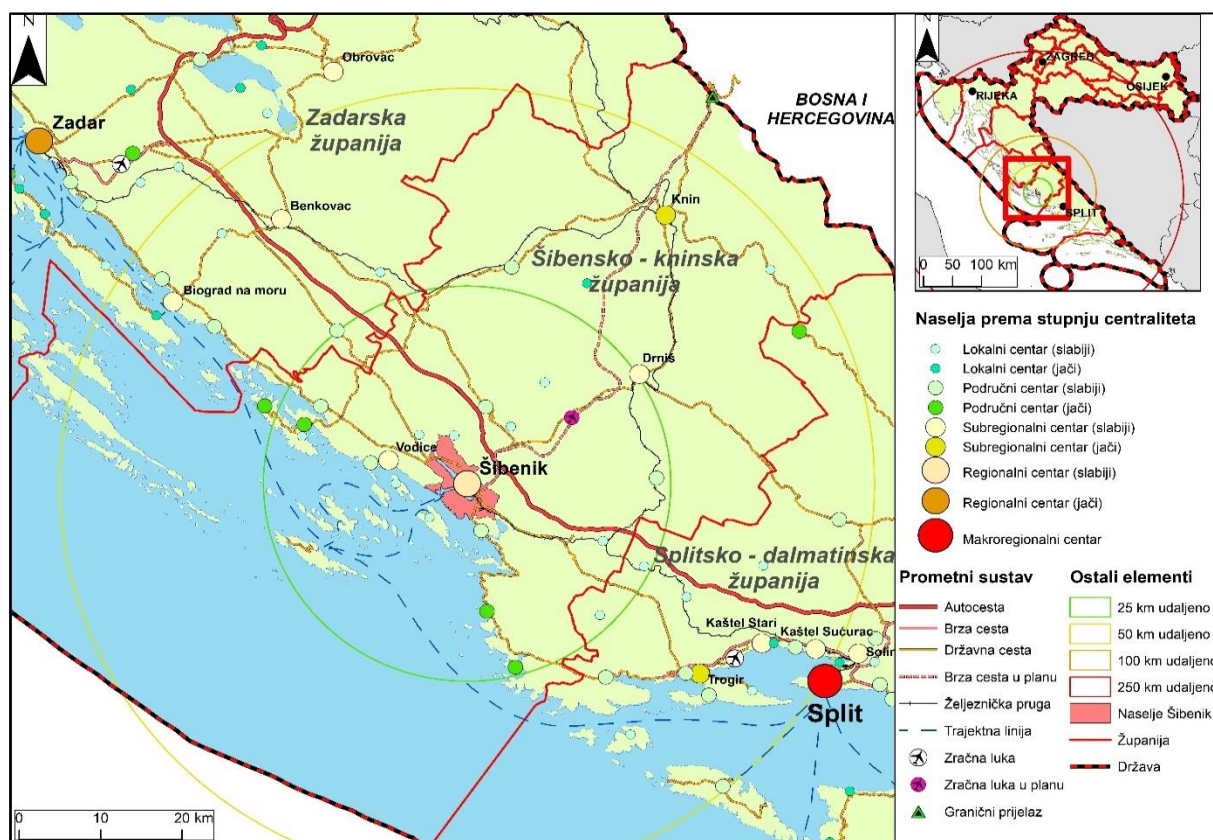 N
Obrovac
Zadar
Zadarska
županija
BOSNA I
HERCEGOVINA
Benkovac
Knin
Šibensko - kninska
županija
Biograd na moru
Drniš
Vodice
Šibenik
Splitsko - dalmatinska
županija
Kaštel Stari
Kaštel Sućurac
Solin
Trogir
Split
0 10 20 km
N
ZAGREB
OSIJEK
RIJEKA
SPLIT
0 50 100 km
Naselja prema stupnju centraliteta
Lokalni centar (slabiji)
Lokalni centar (jači)
Područni centar (slabiji)
Područni centar (jači)
Subregionalni centar (slabiji)
Subregionalni centar (jači)
Regionalni centar (slabiji)
Regionalni centar (jači)
Makroregionalni centar
Prometni sustav
Autocesta
Brza cesta
Državna cesta
Brza cesta u planu
Željeznička pruga
Trajektna linija
Zračna luka
Zračna luka u planu
Granični prijelaz
Ostali elementi
25 km udaljeno
50 km udaljeno
100 km udaljeno
250 km udaljeno
Naselje Šibenik
Županija
Država